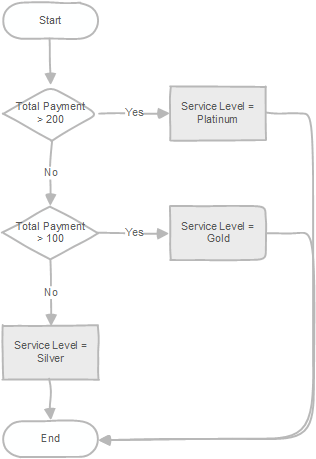 Start
Total Payment
> 200
Yes
Service Level =
Platinum
No
Total Payment
> 100
Yes
Service Level =
Gold
No
Service Level =
Silver
End